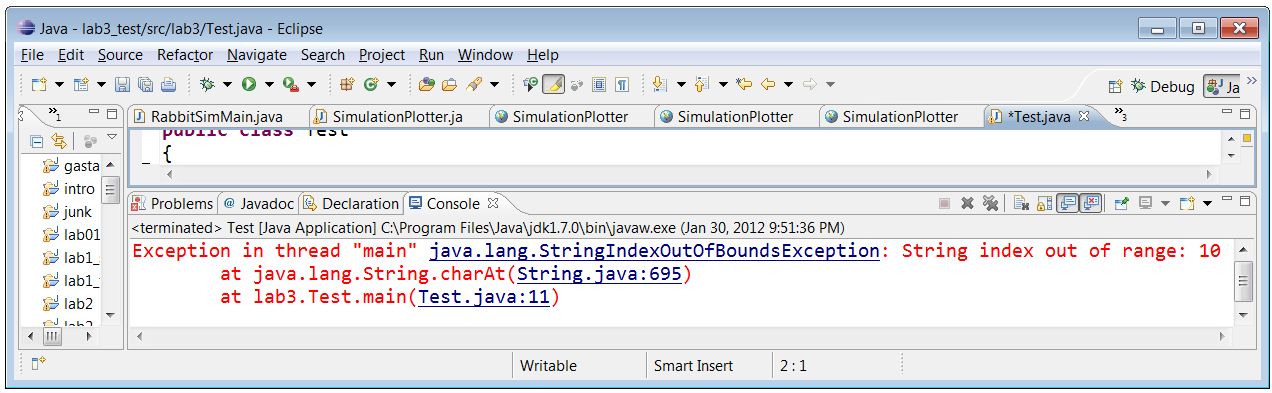 Java - lab3_test/src/lab3/Test.java - Eclipse
File Edit Source Refactor Navigate Search Project Run Window Help
Debug Ja »
»1 RabbitSimMain.java SimulationPlotter.ja SimulationPlotter SimulationPlotter SimulationPlotter *Test.java »3
public class Test
{
gasta
intro
junk
lab01
lab1_
lab1_
lab2
lab2
Problems @ Javadoc Declaration Console
<terminated> Test [Java Application] C:\Program Files\Java\jdk1.7.0\bin\javaw.exe (Jan 30, 2012 9:51:36 PM)
Exception in thread "main" java.lang.StringIndexOutOfBoundsException: String index out of range: 10
at java.lang.String.charAt(String.java:695)
at lab3.Test.main(Test.java:11)
Writable Smart Insert 2 : 1